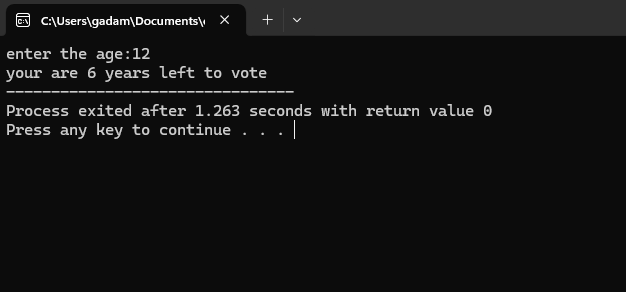 C:\Users\gadam\Documents\
enter the age:12
your are 6 years left to vote
--------------------------------
Process exited after 1.263 seconds with return value 0
Press any key to continue . . .